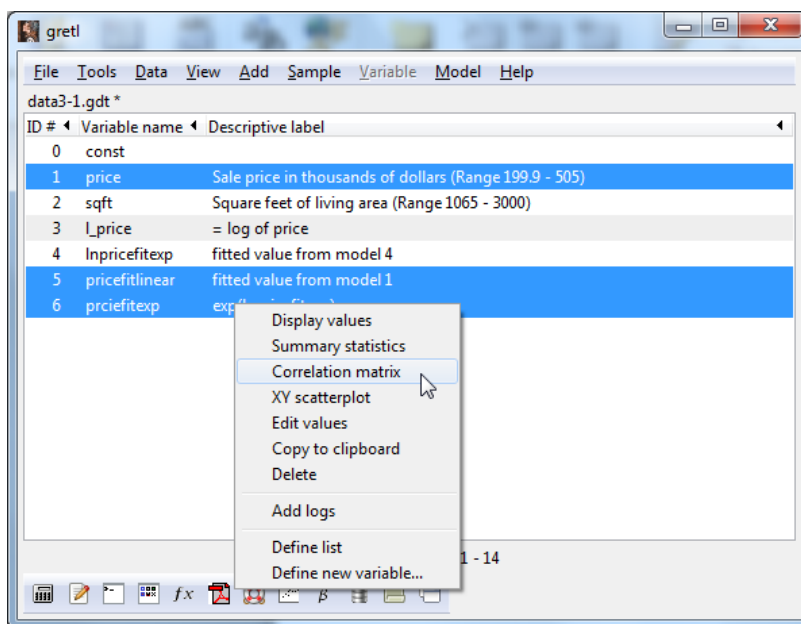 gretl
File Tools Data View Add Sample Variable Model Help
data3-1.gdt *
ID # Variable name Descriptive label
0 const
1 price Sale price in thousands of dollars (Range 199.9 - 505)
2 sqft Square feet of living area (Range 1065 - 3000)
3 l_price = log of price
4 lnpricefitexp fitted value from model 4
5 pricefitlinear fitted value from model 1
6 prciefitexp
Display values
Summary statistics
Correlation matrix
XY scatterplot
Edit values
Copy to clipboard
Delete
Add logs
Define list
1 - 14
Define new variable...
fx β